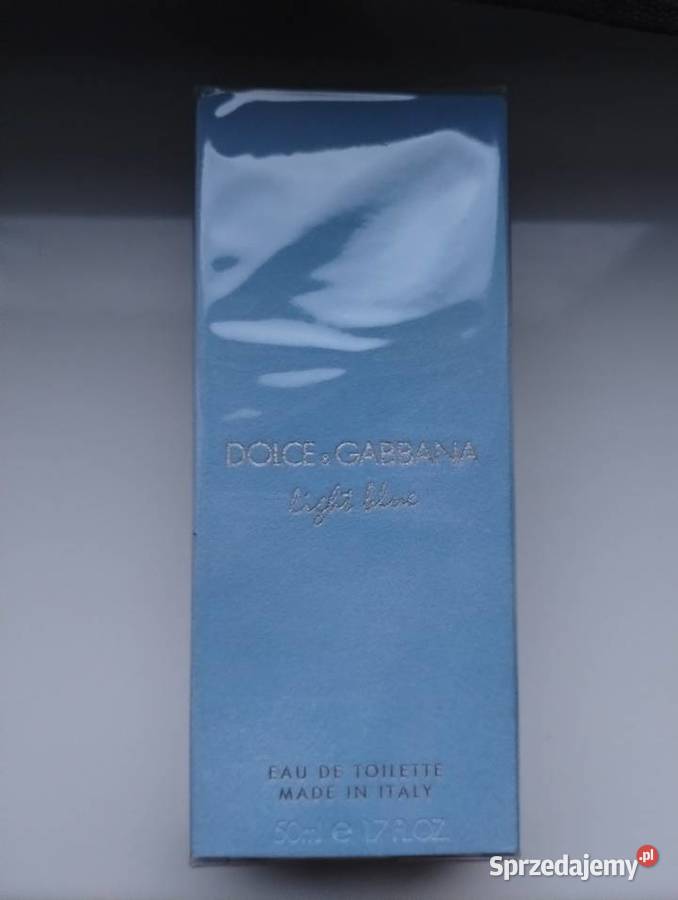 DOLCE & GABBANA
light blue
EAU DE TOILETTE
MADE IN ITALY
50ml e 1.7 fl.OZ.
Sprzedajemy.pl